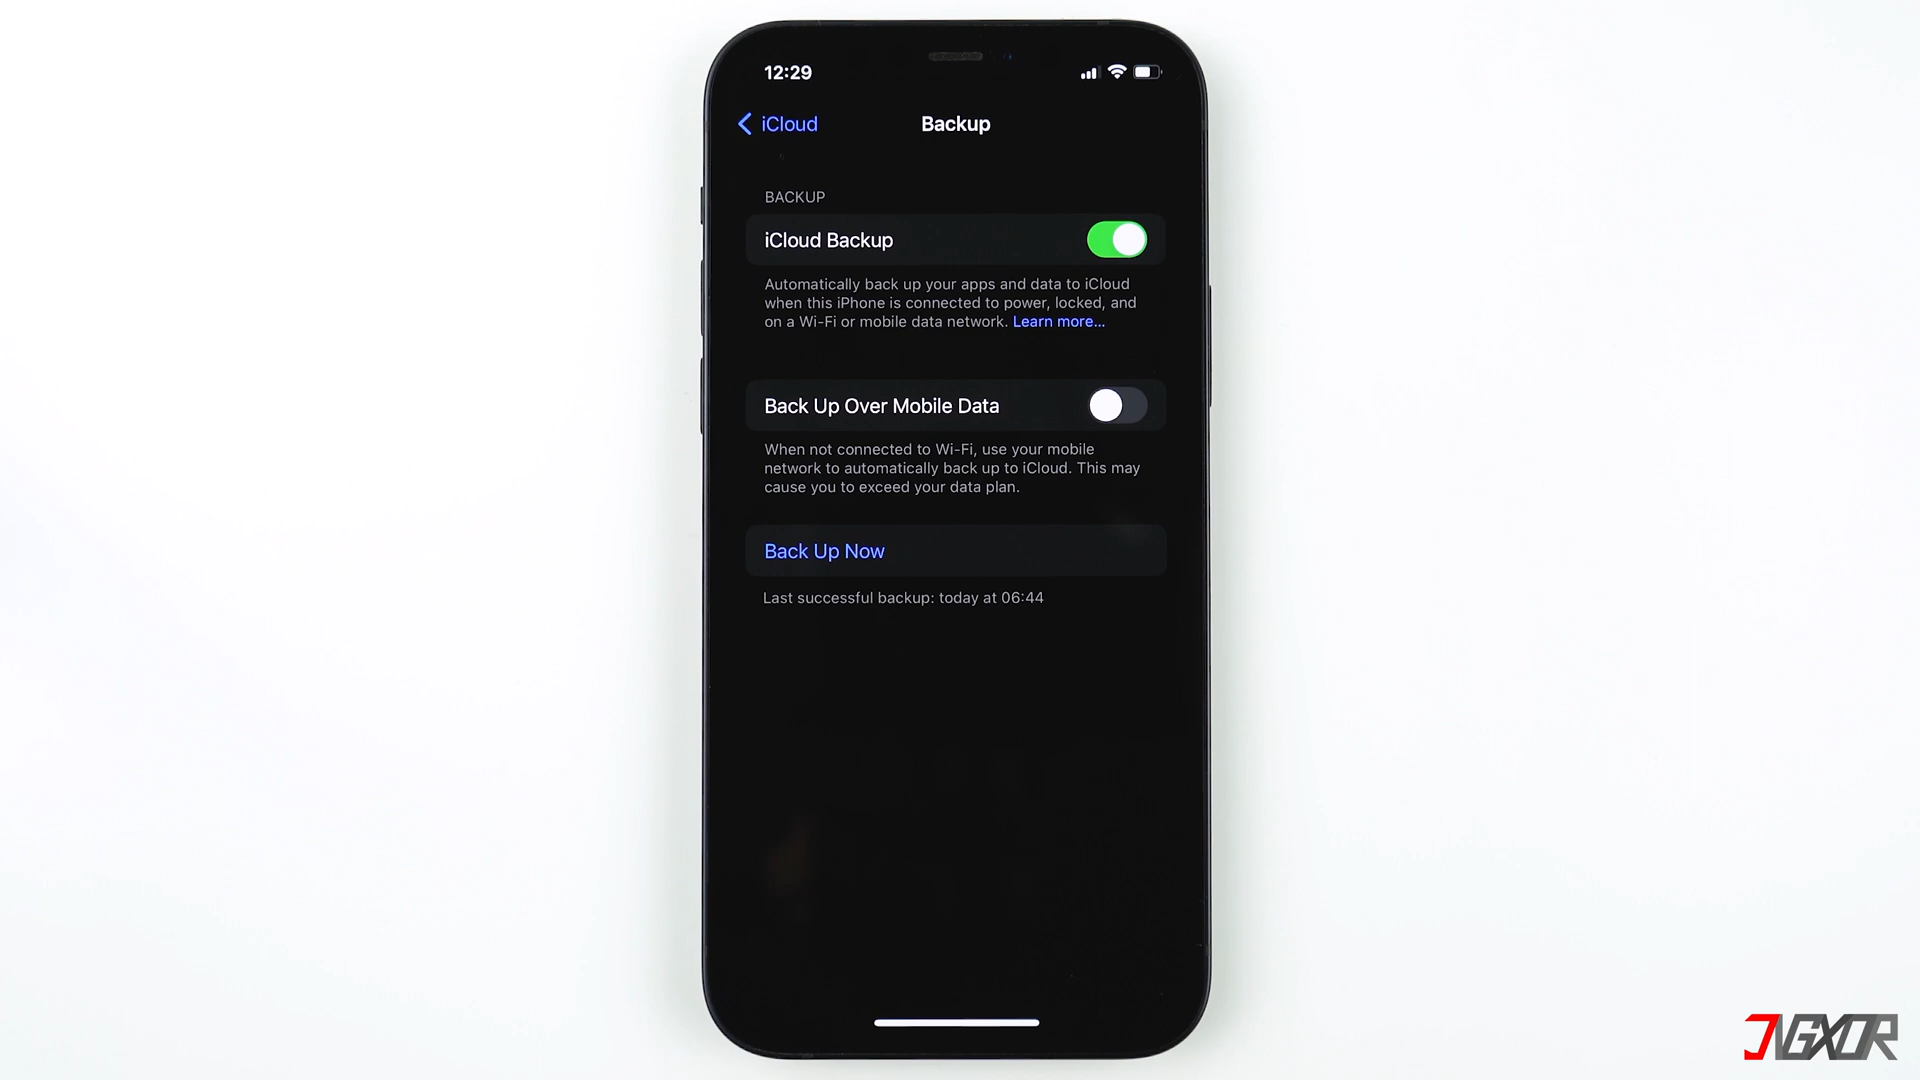 12:29
iCloud
Backup
BACKUP
iCloud Backup
Automatically back up your apps and data to iCloud
when this iPhone is connected to power, locked, and
on a Wi-Fi or mobile data network. Learn more...
Back Up Over Mobile Data
When not connected to Wi-Fi, use your mobile
network to automatically back up to iCloud. This may
cause you to exceed your data plan.
Back Up Now
Last successful backup: today at 06:44
JVGXOR